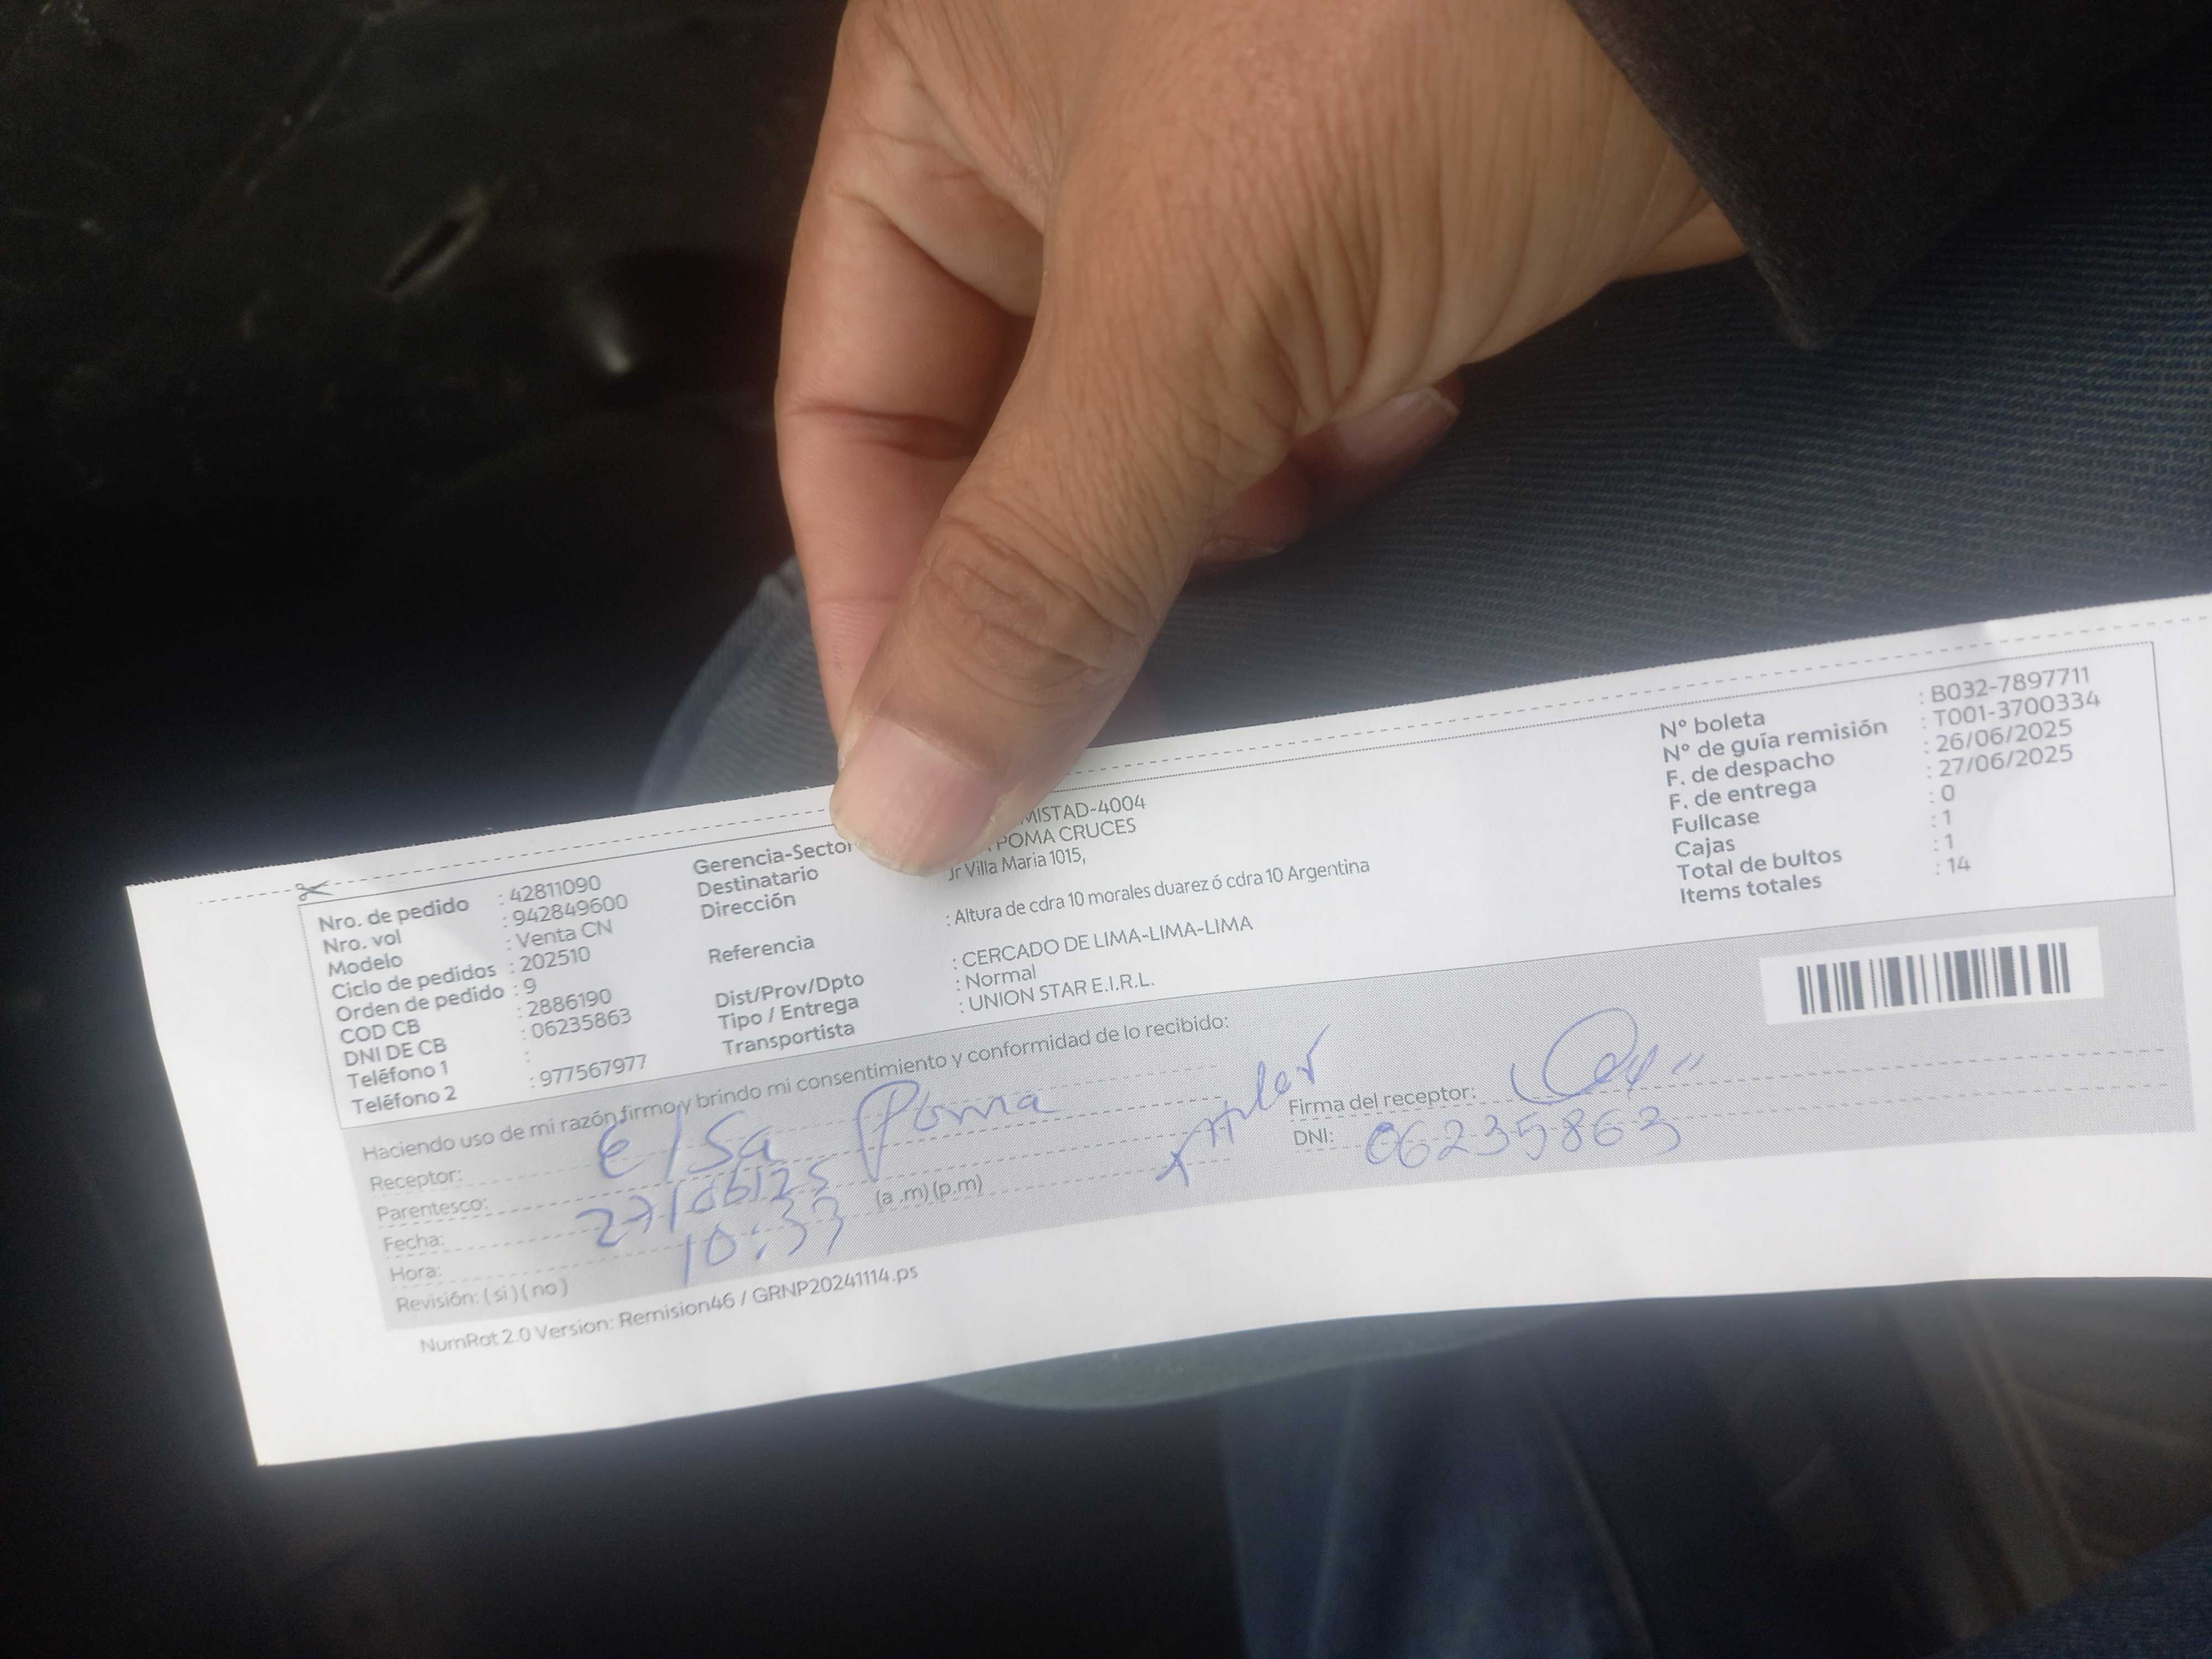 Nro. de pedido : 42811090
Nro. vol : 942849600
Modelo : Venta CN
Ciclo de pedidos : 202510
Orden de pedido : 9
COD CB : 2886190
DNI DE CB : 06235863
Teléfono 1 :
Teléfono 2 : 977567977
Gerencia-Sector MISTAD-4004
Destinatario POMA CRUCES
Dirección Jr Villa Maria 1015,
Referencia : Altura de cdra 10 morales duarez ó cdra 10 Argentina
Dist/Prov/Dpto : CERCADO DE LIMA-LIMA-LIMA
Tipo / Entrega : Normal
Transportista : UNION STAR E.I.R.L.
N° boleta : B032-7897711
N° de guía remisión : T001-3700334
F. de despacho : 26/06/2025
F. de entrega : 27/06/2025
Fullcase : 0
Cajas : 1
Total de bultos : 1
Items totales : 14
Haciendo uso de mi razón,firmo y brindo mi consentimiento y conformidad de lo recibido:
Receptor: Elsa Poma
Parentesco:
Fecha: 27/06/25
Hora: 10:33 (a .m) (p.m)
Revisión: ( si ) ( no )
Firma del receptor:
DNI: 06235863
NumRot 2.0 Version: Remision46 / GRNP20241114.ps